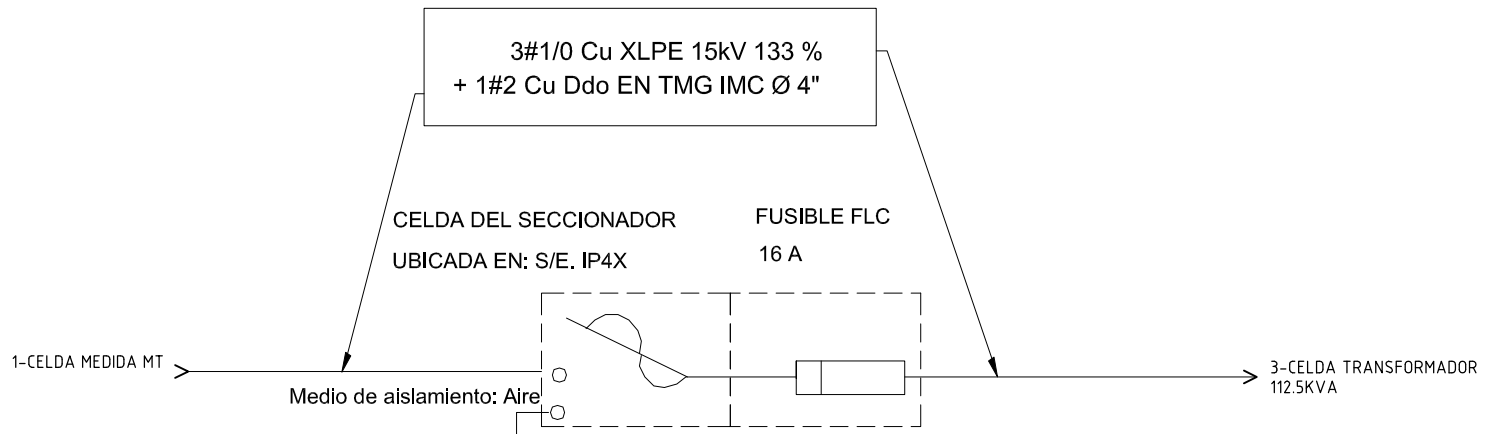 3#1/0 Cu XLPE 15kV 133 %
+ 1#2 Cu Ddo EN TMG IMC Ø 4"
CELDA DEL SECCIONADOR
UBICADA EN: S/E. IP4X
FUSIBLE FLC
16 A
1-CELDA MEDIDA MT
Medio de aislamiento: Aire
3-CELDA TRANSFORMADOR
112.5KVA